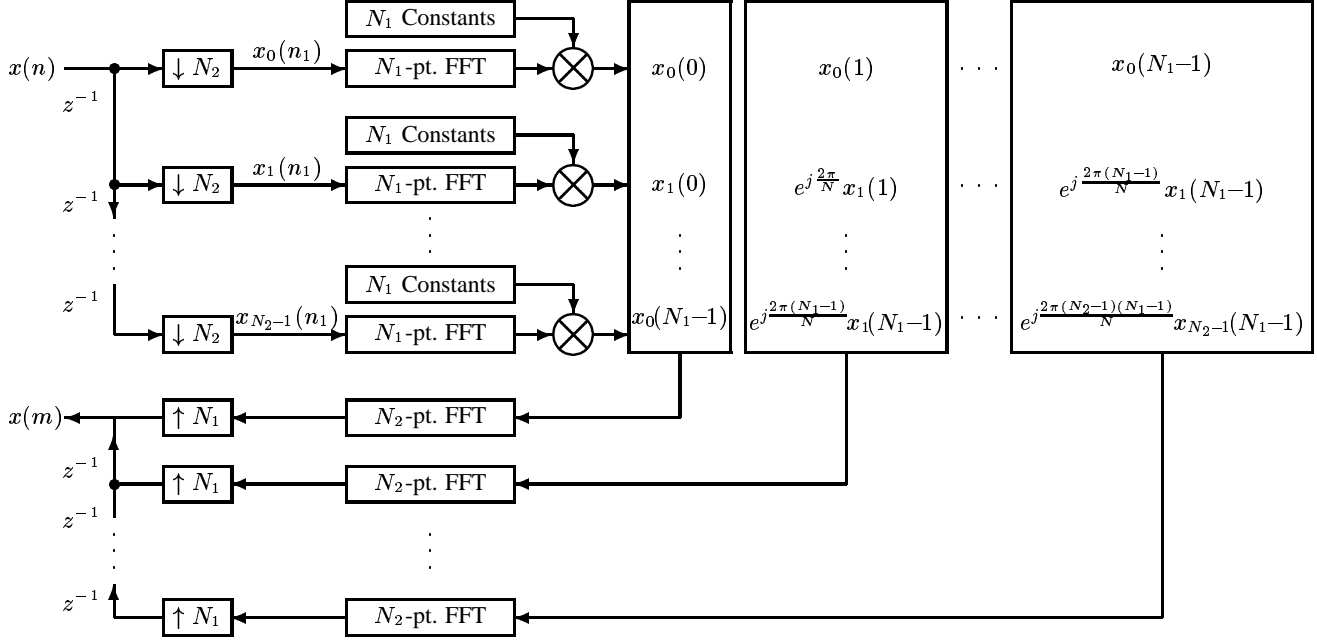 N₁ Constants
x(n) ↓ N₂ x₀(n₁) N₁-pt. FFT x₀(0) x₀(1) · · · x₀(N₁−1)
z⁻¹
N₁ Constants
z⁻¹ ↓ N₂ x₁(n₁) N₁-pt. FFT x₁(0) e^{j\frac{2π}{N}} x₁(1) · · · e^{j\frac{2π(N₁−1)}{N}} x₁(N₁−1)
N₁ Constants
z⁻¹ ↓ N₂ x_{N₂−1}(n₁) N₁-pt. FFT x₀(N₁−1) e^{j\frac{2π(N₁−1)}{N}} x₁(N₁−1) · · · e^{j\frac{2π(N₂−1)(N₁−1)}{N}} x_{N₂−1}(N₁−1)
x(m) ↑ N₁ N₂-pt. FFT
z⁻¹
↑ N₁ N₂-pt. FFT
z⁻¹
z⁻¹ ↑ N₁ N₂-pt. FFT